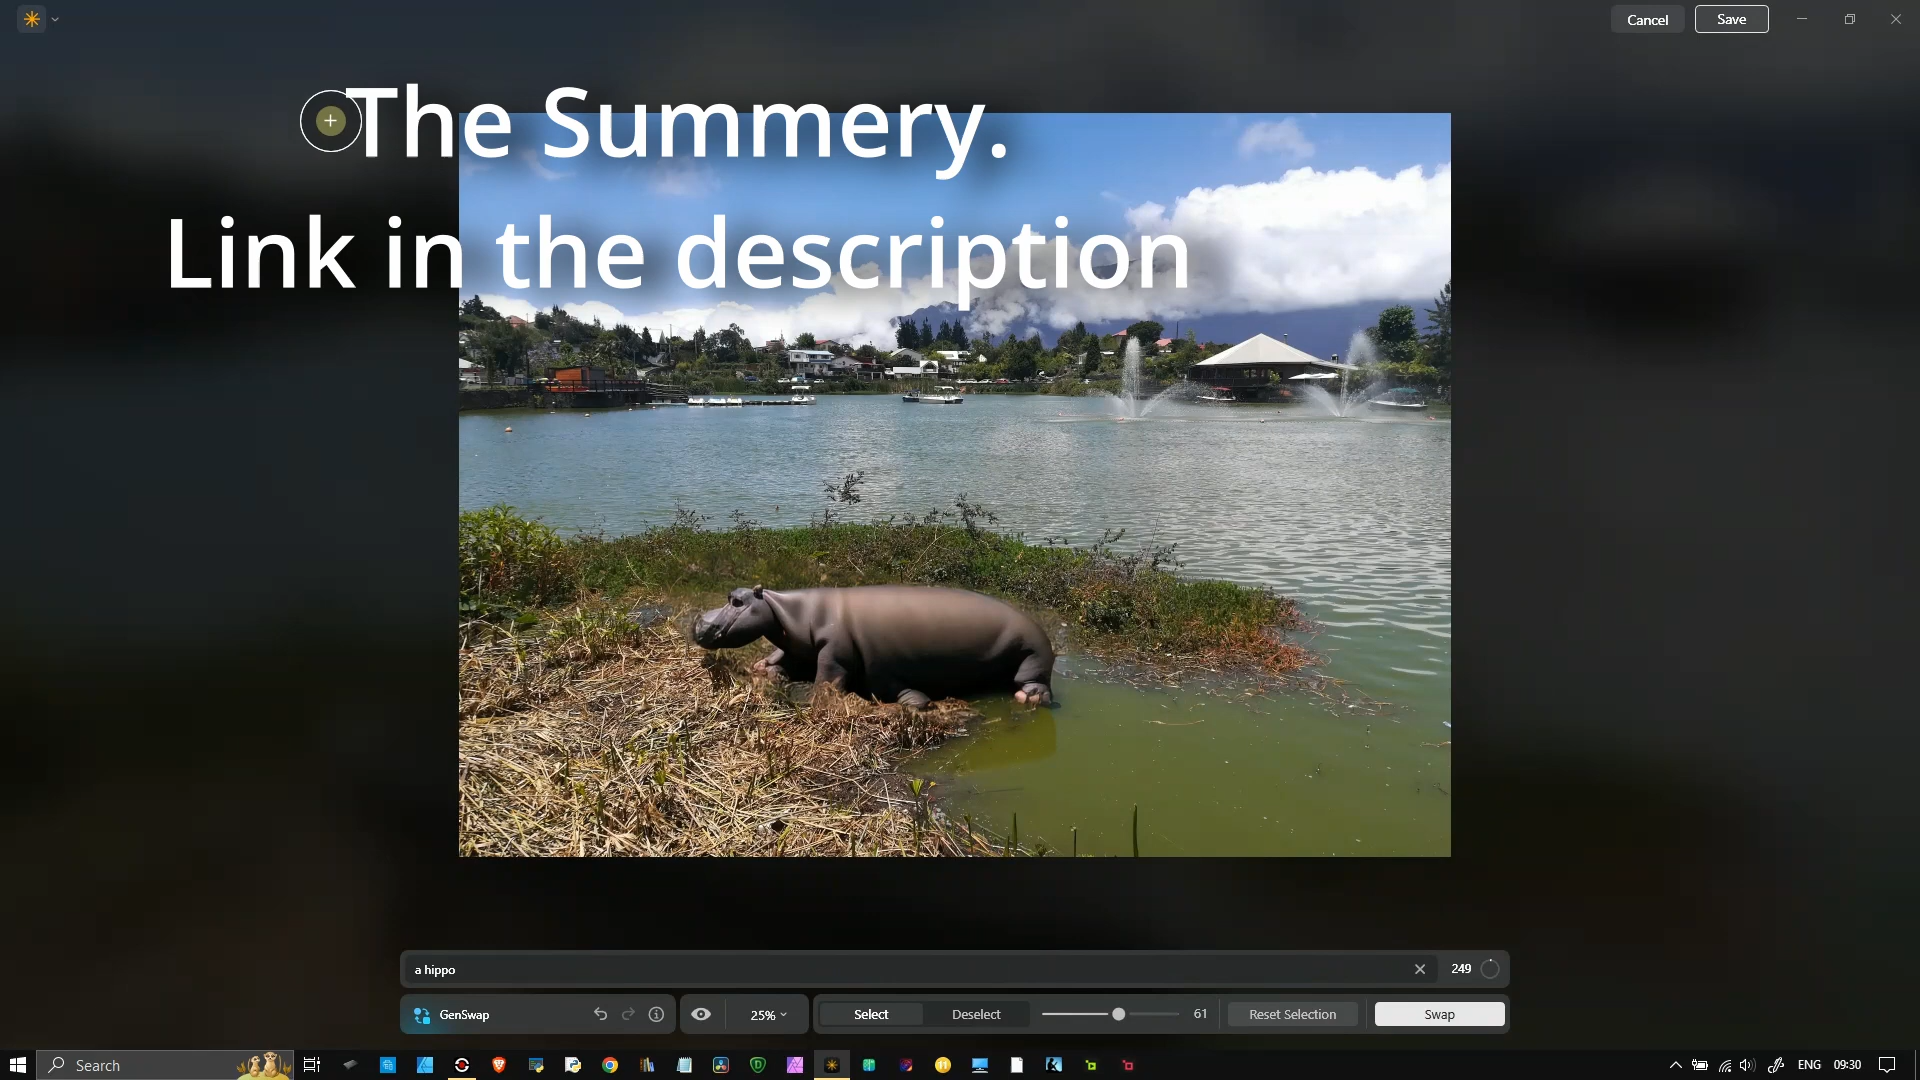 Cancel Save
The Summery.
Link in the description
a hippo 249
GenSwap 25% Select Deselect 61 Reset Selection Swap
Search ENG 09:30